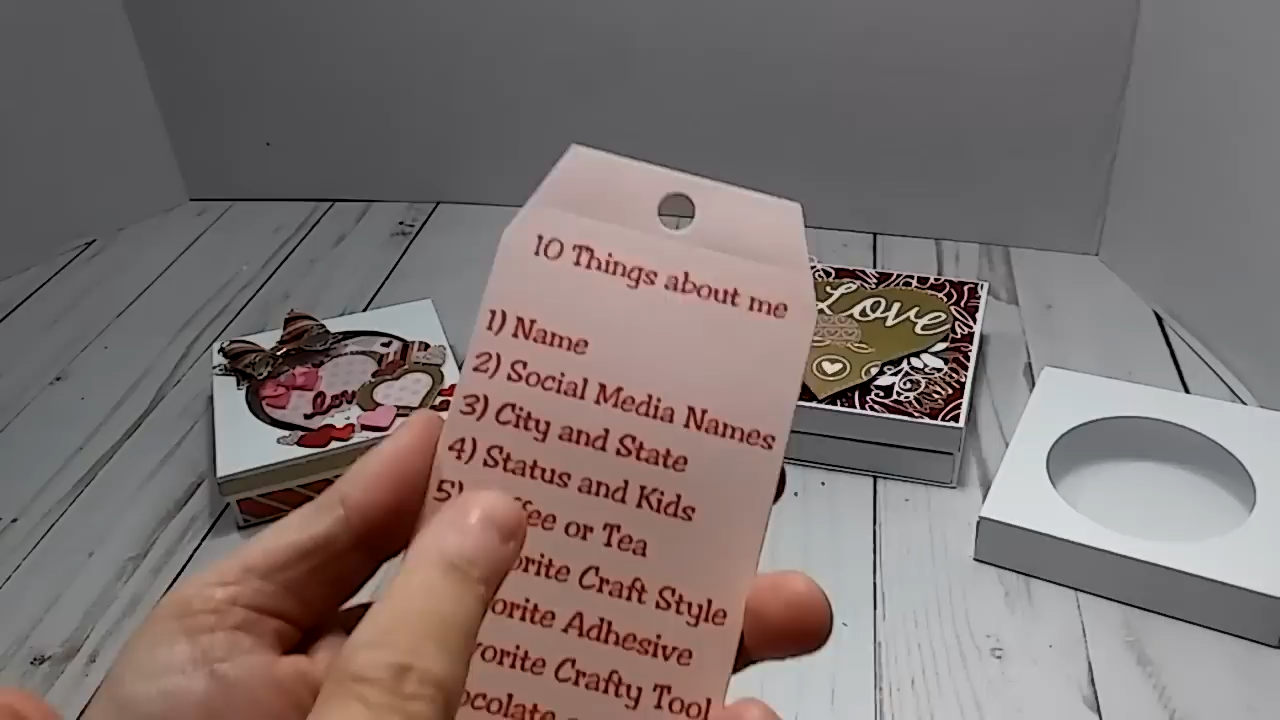 10 Things about me
1) Name
2) Social Media Names
3) City and State
4) Status and Kids
5) or Tea
Craft Style
Adhesive
Crafty Tool
Love